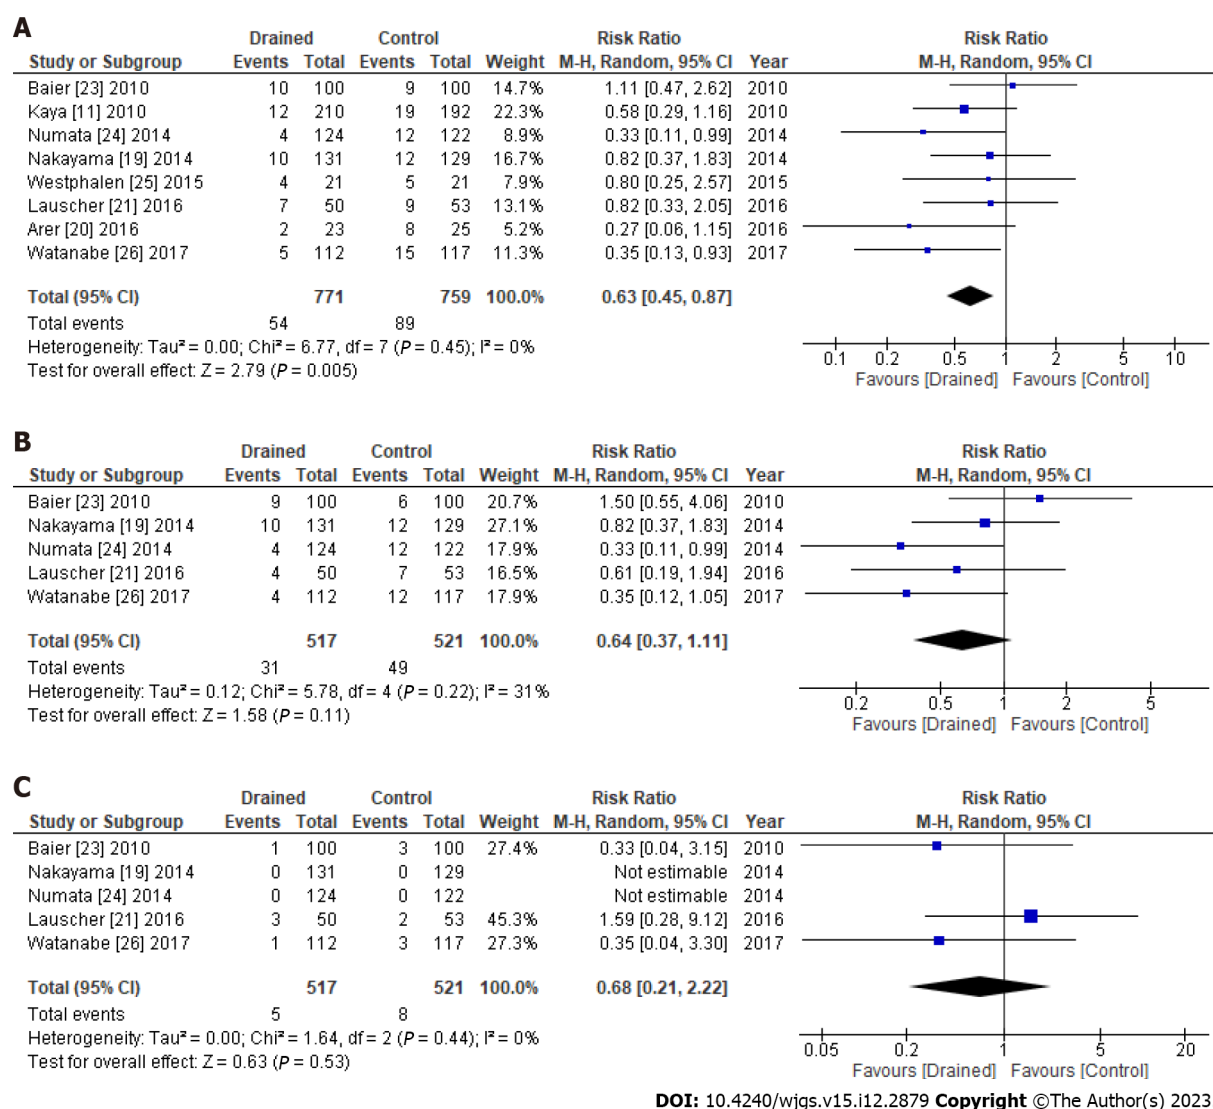 A
Drained Control Risk Ratio Risk Ratio
Study or Subgroup Events Total Events Total Weight M-H, Random, 95% CI Year M-H, Random, 95% CI
Baier [23] 2010 10 100 9 100 14.7% 1.11 [0.47, 2.62] 2010
Kaya [11] 2010 12 210 19 192 22.3% 0.58 [0.29, 1.16] 2010
Numata [24] 2014 4 124 12 122 8.9% 0.33 [0.11, 0.99] 2014
Nakayama [19] 2014 10 131 12 129 16.7% 0.82 [0.37, 1.83] 2014
Westphalen [25] 2015 4 21 5 21 7.9% 0.80 [0.25, 2.57] 2015
Lauscher [21] 2016 7 50 9 53 13.1% 0.82 [0.33, 2.05] 2016
Arer [20] 2016 2 23 8 25 5.2% 0.27 [0.06, 1.15] 2016
Watanabe [26] 2017 5 112 15 117 11.3% 0.35 [0.13, 0.93] 2017
Total (95% CI) 771 759 100.0% 0.63 [0.45, 0.87]
Total events 54 89
Heterogeneity: Tau² = 0.00; Chi² = 6.77, df = 7 (P = 0.45); I² = 0%
Test for overall effect: Z = 2.79 (P = 0.005)
0.1 0.2 0.5 1 2 5 10
Favours [Drained] Favours [Control]
B
Drained Control Risk Ratio Risk Ratio
Study or Subgroup Events Total Events Total Weight M-H, Random, 95% CI Year M-H, Random, 95% CI
Baier [23] 2010 9 100 6 100 20.7% 1.50 [0.55, 4.06] 2010
Nakayama [19] 2014 10 131 12 129 27.1% 0.82 [0.37, 1.83] 2014
Numata [24] 2014 4 124 12 122 17.9% 0.33 [0.11, 0.99] 2014
Lauscher [21] 2016 4 50 7 53 16.5% 0.61 [0.19, 1.94] 2016
Watanabe [26] 2017 4 112 12 117 17.9% 0.35 [0.12, 1.05] 2017
Total (95% CI) 517 521 100.0% 0.64 [0.37, 1.11]
Total events 31 49
Heterogeneity: Tau² = 0.12; Chi² = 5.78, df = 4 (P = 0.22); I² = 31%
Test for overall effect: Z = 1.58 (P = 0.11)
0.2 0.5 1 2 5
Favours [Drained] Favours [Control]
C
Drained Control Risk Ratio Risk Ratio
Study or Subgroup Events Total Events Total Weight M-H, Random, 95% CI Year M-H, Random, 95% CI
Baier [23] 2010 1 100 3 100 27.4% 0.33 [0.04, 3.15] 2010
Nakayama [19] 2014 0 131 0 129 Not estimable 2014
Numata [24] 2014 0 124 0 122 Not estimable 2014
Lauscher [21] 2016 3 50 2 53 45.3% 1.59 [0.28, 9.12] 2016
Watanabe [26] 2017 1 112 3 117 27.3% 0.35 [0.04, 3.30] 2017
Total (95% CI) 517 521 100.0% 0.68 [0.21, 2.22]
Total events 5 8
Heterogeneity: Tau² = 0.00; Chi² = 1.64, df = 2 (P = 0.44); I² = 0%
Test for overall effect: Z = 0.63 (P = 0.53)
0.05 0.2 1 5 20
Favours [Drained] Favours [Control]
DOI: 10.4240/wjgs.v15.i12.2879 Copyright ©The Author(s) 2023